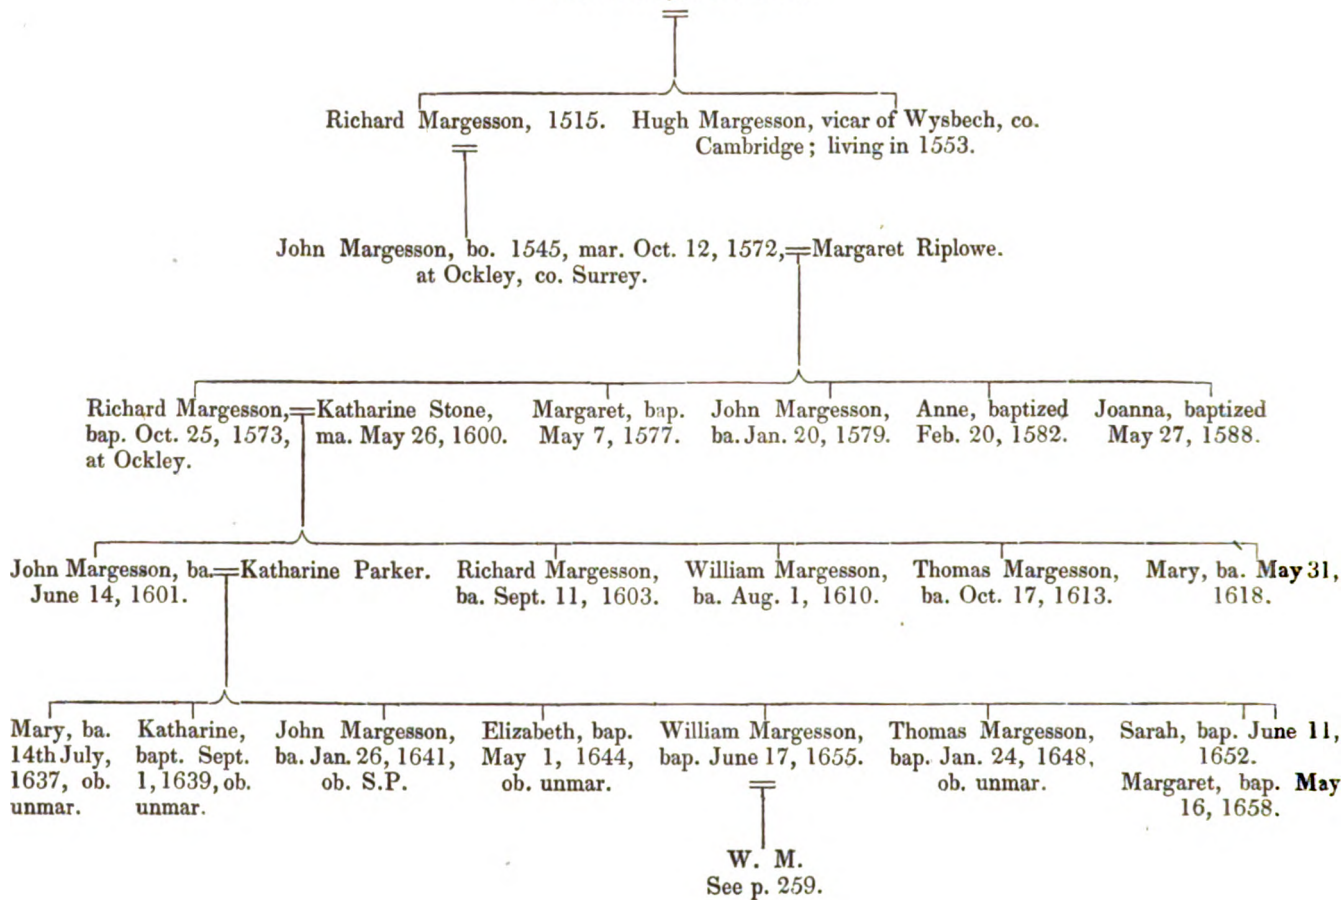 Richard Margesson, 1515.
Hugh Margesson, vicar of Wysbech, co.
Cambridge; living in 1553.
John Margesson, bo. 1545, mar. Oct. 12, 1572,
at Ockley, co. Surrey.
Margaret Riplowe.
Richard Margesson,
bap. Oct. 25, 1573,
at Ockley.
Katharine Stone,
ma. May 26, 1600.
Margaret, bap.
May 7, 1577.
John Margesson,
ba. Jan. 20, 1579.
Anne, baptized
Feb. 20, 1582.
Joanna, baptized
May 27, 1588.
John Margesson, ba.
June 14, 1601.
Katharine Parker.
Richard Margesson,
ba. Sept. 11, 1603.
William Margesson,
ba. Aug. 1, 1610.
Thomas Margesson,
ba. Oct. 17, 1613.
Mary, ba. May 31,
1618.
Mary, ba.
14th July,
1637, ob.
unmar.
Katharine,
bapt. Sept.
1, 1639, ob.
unmar.
John Margesson,
ba. Jan. 26, 1641,
ob. S.P.
Elizabeth, bap.
May 1, 1644,
ob. unmar.
William Margesson,
bap. June 17, 1655.
Thomas Margesson,
bap. Jan. 24, 1648,
ob. unmar.
Sarah, bap. June 11,
1652.
Margaret, bap. May
16, 1658.
W. M.
See p. 259.